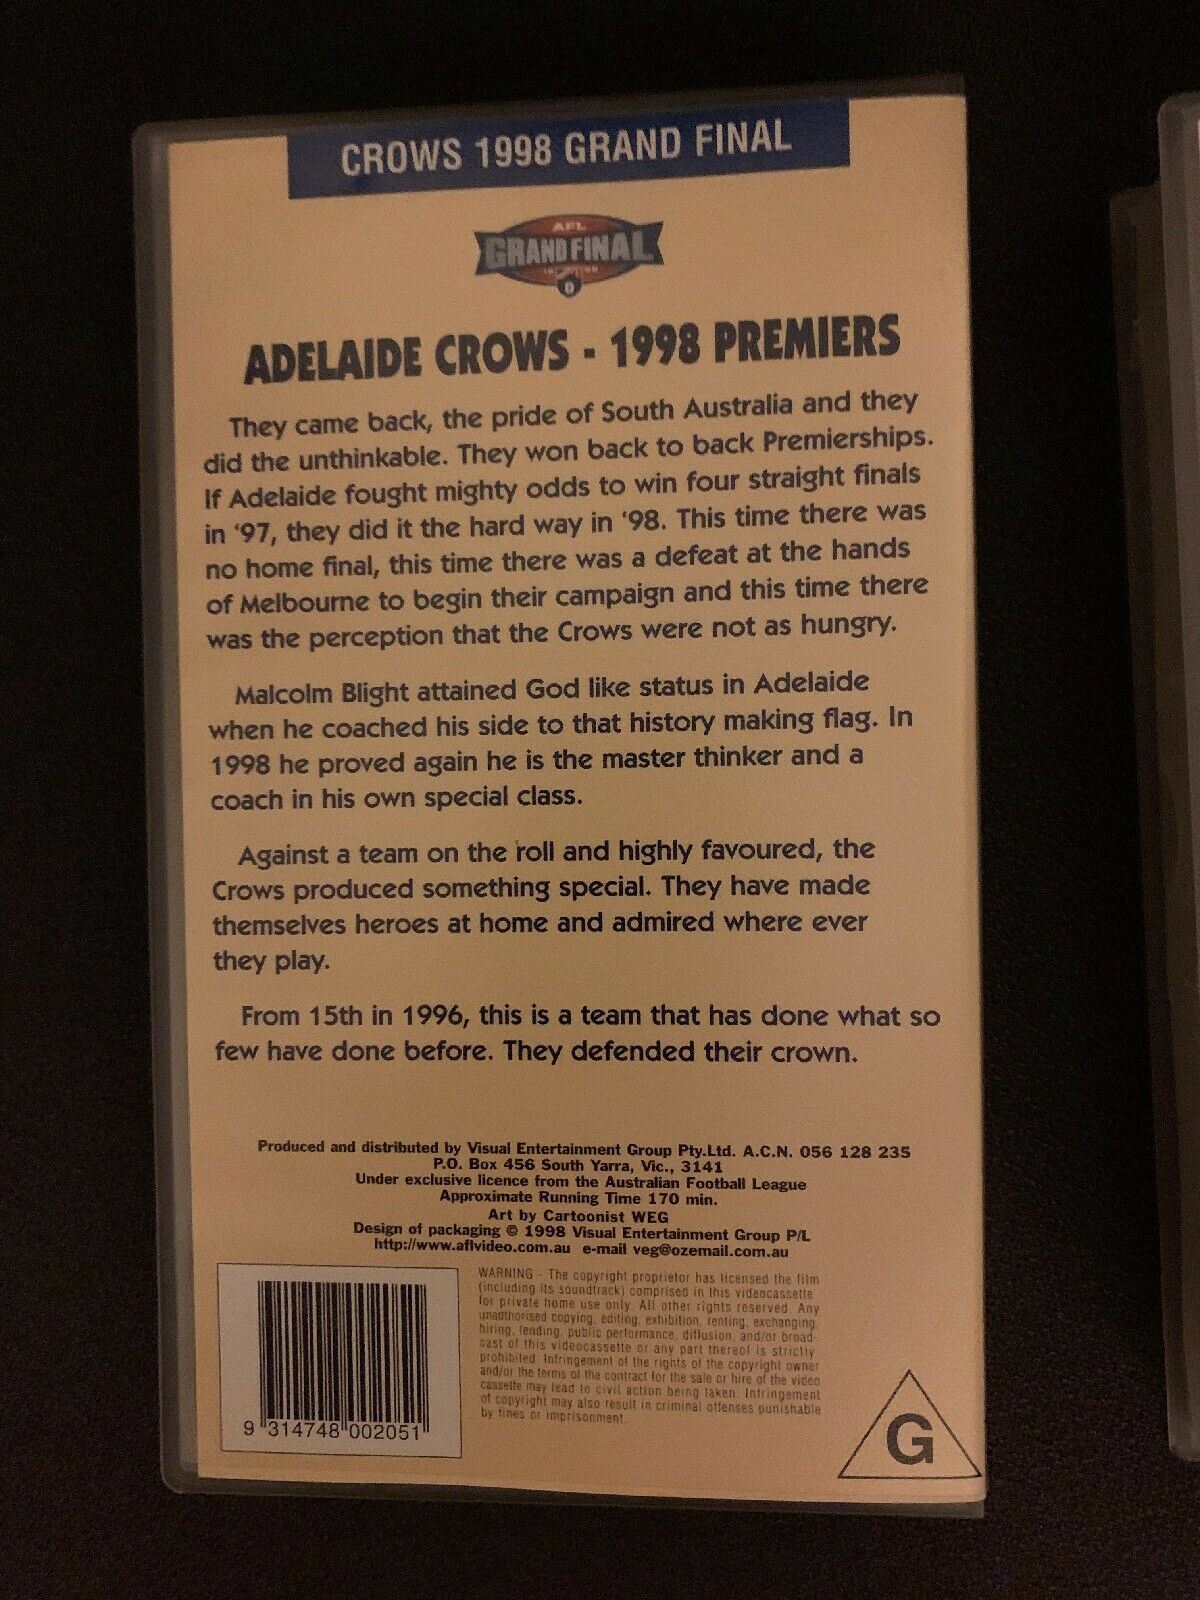 CROWS 1998 GRAND FINAL
AFL
GRAND FINAL
ADELAIDE CROWS - 1998 PREMIERS
They came back, the pride of South Australia and they
did the unthinkable. They won back to back Premierships.
If Adelaide fought mighty odds to win four straight finals
in '97, they did it the hard way in '98. This time there was
no home final, this time there was a defeat at the hands
of Melbourne to begin their campaign and this time there
was the perception that the Crows were not as hungry.
Malcolm Blight attained God like status in Adelaide
when he coached his side to that history making flag. In
1998 he proved again he is the master thinker and a
coach in his own special class.
Against a team on the roll and highly favoured, the
Crows produced something special. They have made
themselves heroes at home and admired where ever
they play.
From 15th in 1996, this is a team that has done what so
few have done before. They defended their crown.
Produced and distributed by Visual Entertainment Group Pty.Ltd. A.C.N. 056 128 235
P.O. Box 456 South Yarra, Vic., 3141
Under exclusive licence from the Australian Football League
Approximate Running Time 170 min.
Art by Cartoonist WEG
Design of packaging © 1998 Visual Entertainment Group P/L
http://www.aflvideo.com.au e-mail veg@ozemail.com.au
WARNING - The copyright proprietor has licensed the film
(including its soundtrack) comprised in this videocassette
for private home use only. All other rights reserved. Any
unauthorised copying, editing, exhibition, renting, exchanging,
hiring, lending, public performance, diffusion, and/or broad-
cast of this videocassette or any part thereof is strictly
prohibited. Infringement of the rights of the copyright owner
and/or the terms of the contract for the sale or hire of the video
cassette may lead to civil action being taken. Infringement
of copyright may also result in criminal offenses punishable
by fines or imprisonment.
9 314748 002051
G